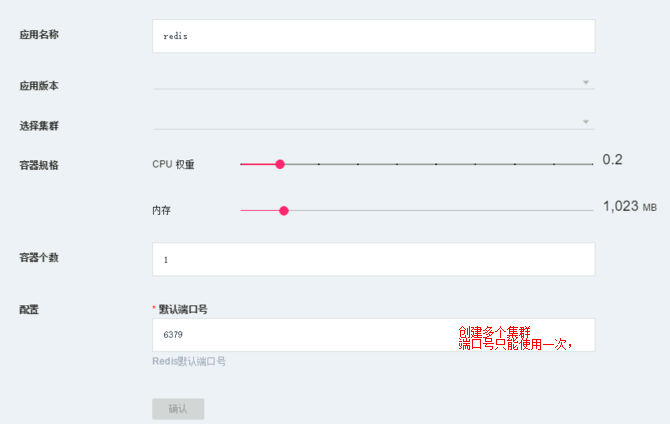 应用名称
redis
应用版本
选择集群
容器规格
CPU 权重
0.2
内存
1,023 MB
容器个数
1
配置
* 默认端口号
6379
创建多个集群
端口号只能使用一次，
Redis默认端口号
确认